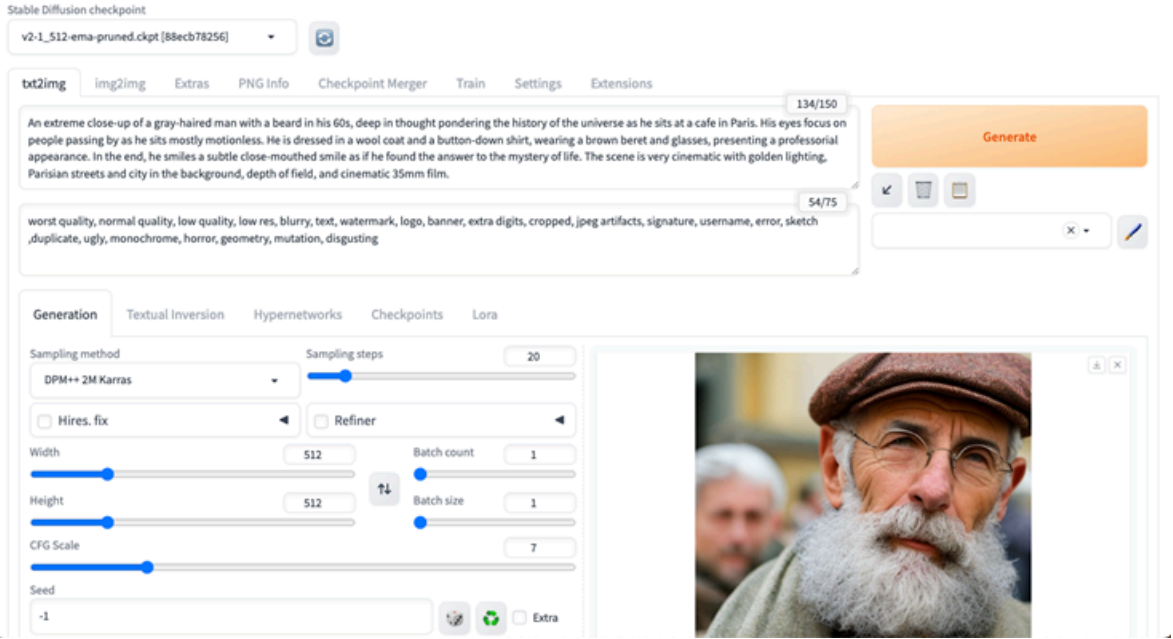 Stable Diffusion checkpoint
v2-1_512-ema-pruned.ckpt [88ecb78256]
txt2img img2img Extras PNG Info Checkpoint Merger Train Settings Extensions
134/150
An extreme close-up of a gray-haired man with a beard in his 60s, deep in thought pondering the history of the universe as he sits at a cafe in Paris. His eyes focus on
people passing by as he sits mostly motionless. He is dressed in a wool coat and a button-down shirt, wearing a brown beret and glasses, presenting a professorial
appearance. In the end, he smiles a subtle close-mouthed smile as if he found the answer to the mystery of life. The scene is very cinematic with golden lighting,
Parisian streets and city in the background, depth of field, and cinematic 35mm film.
Generate
54/75
worst quality, normal quality, low quality, low res, blurry, text, watermark, logo, banner, extra digits, cropped, jpeg artifacts, signature, username, error, sketch
,duplicate, ugly, monochrome, horror, geometry, mutation, disgusting
Generation Textual Inversion Hypernetworks Checkpoints Lora
Sampling method Sampling steps 20
DPM++ 2M Karras
Hires. fix Refiner
Width 512 Batch count 1
Height 512 Batch size 1
CFG Scale 7
Seed
-1 Extra